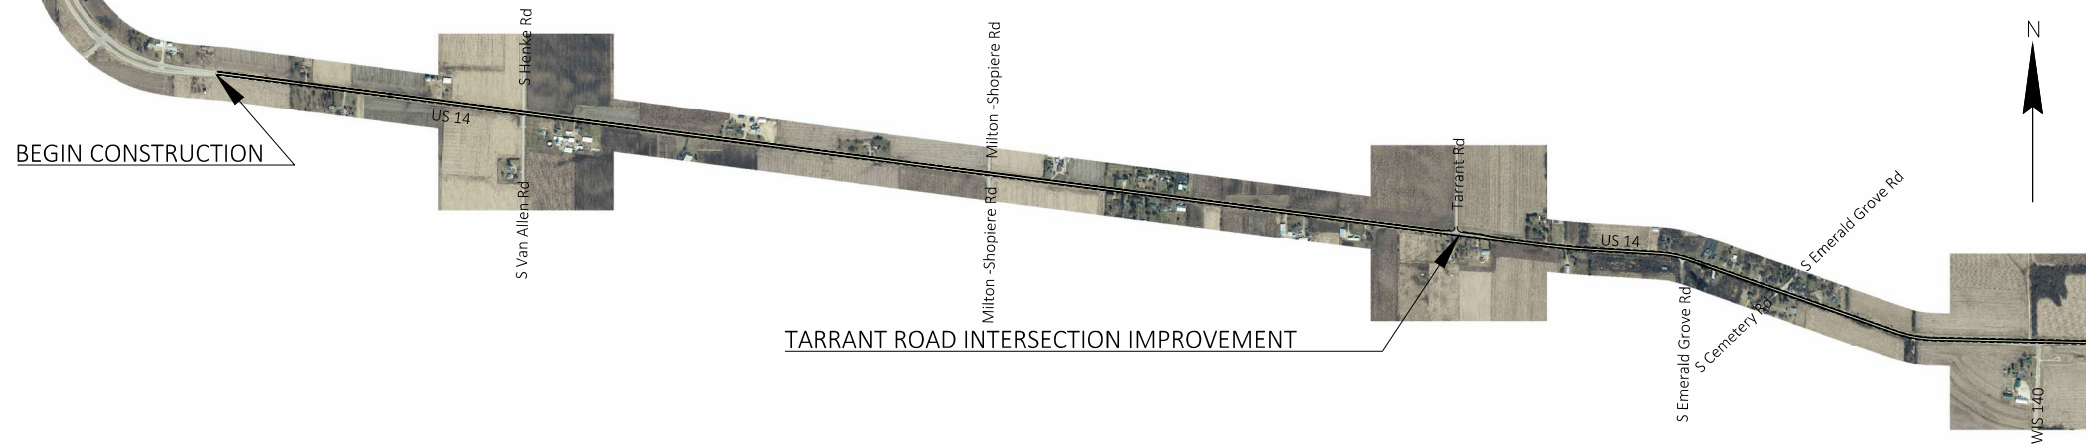 S Henke Rd
Milton -Shopiere Rd
N
US 14
BEGIN CONSTRUCTION
Tarrant Rd
S Van Allen Rd
Milton -Shopiere Rd
US 14
S Emerald Grove Rd
TARRANT ROAD INTERSECTION IMPROVEMENT
S Emerald Grove Rd
S Cemetery Rd
WIS 140